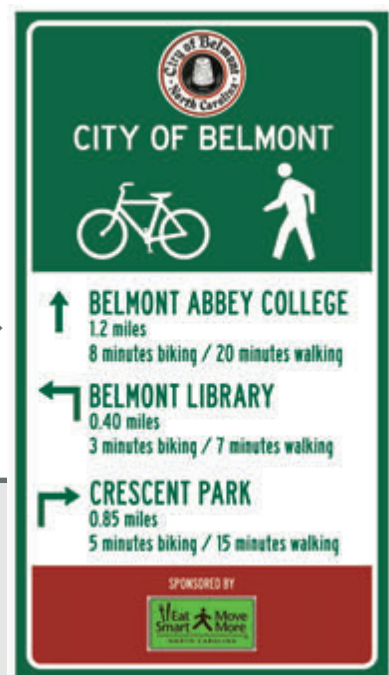 City of Belmont
North Carolina
CITY OF BELMONT
BELMONT ABBEY COLLEGE
1.2 miles
8 minutes biking / 20 minutes walking
BELMONT LIBRARY
0.40 miles
3 minutes biking / 7 minutes walking
CRESCENT PARK
0.85 miles
5 minutes biking / 15 minutes walking
SPONSORED BY
Eat Move
Smart More
NORTH CAROLINA